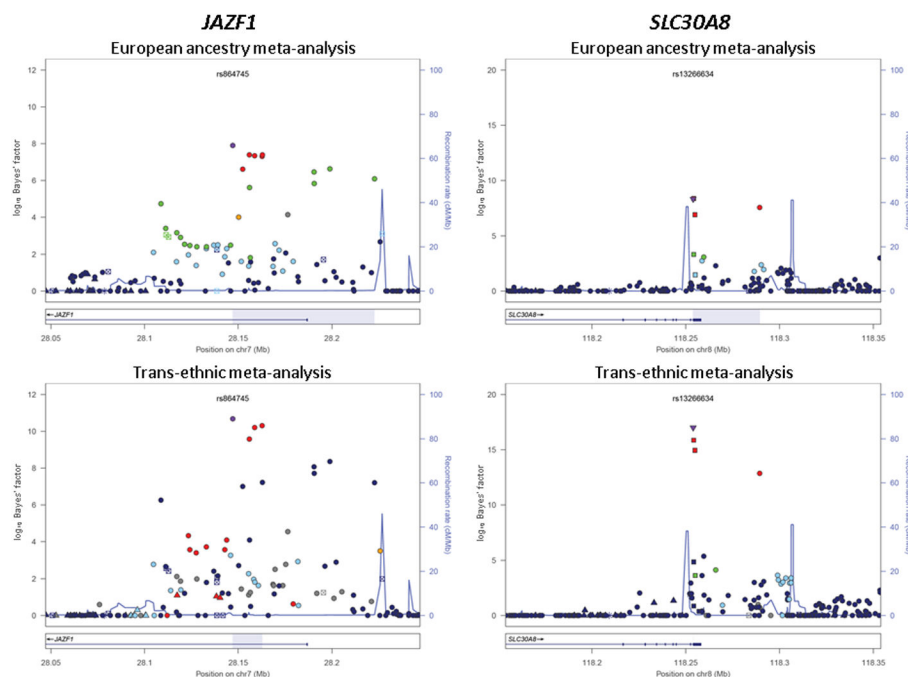 JAZF1
European ancestry meta-analysis
rs864745
12
10
8
6
4
2
0
100
80
60
40
20
0
log₁₀ Bayes' factor
Recombination rate (cM/Mb)
←JAZF1
28.05 28.1 28.15 28.2
Position on chr7 (Mb)
SLC30A8
European ancestry meta-analysis
rs13266634
20
15
10
5
0
100
80
60
40
20
0
log₁₀ Bayes' factor
SLC30A8→
118.2 118.25 118.3 118.35
Position on chr8 (Mb)
Trans-ethnic meta-analysis
rs864745
12
10
8
6
4
2
0
100
80
60
40
20
0
log₁₀ Bayes' factor
Recombination rate (cM/Mb)
←JAZF1
28.05 28.1 28.15 28.2
Position on chr7 (Mb)
Trans-ethnic meta-analysis
rs13266634
20
15
10
5
0
100
80
60
40
20
0
log₁₀ Bayes' factor
SLC30A8→
118.2 118.25 118.3 118.35
Position on chr8 (Mb)